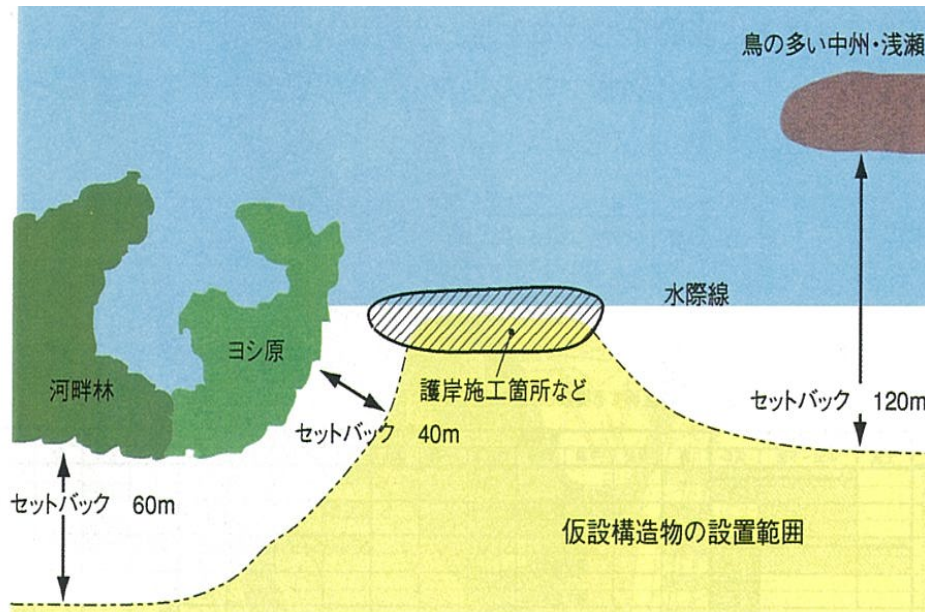 鳥の多い中州・浅瀬
水際線
ヨシ原
河畔林
護岸施工箇所など
セットバック　120m
セットバック　40m
セットバック　60m
仮設構造物の設置範囲